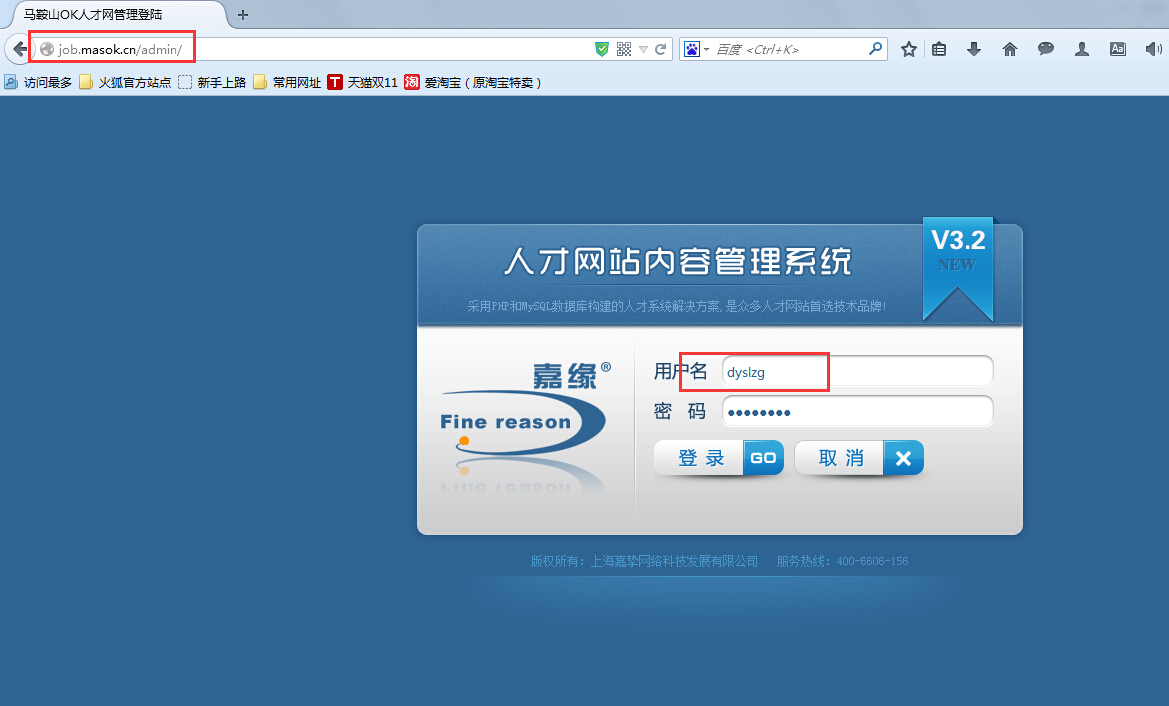 马鞍山OK人才网管理登陆
job.masok.cn/admin/
百度 <Ctrl+K>
访问最多 火狐官方站点 新手上路 常用网址 T 天猫双11 淘 爱淘宝（原淘宝特卖）
人才网站内容管理系统
V3.2
NEW
采用PHP和MySQL数据库构建的人才系统解决方案,是众多人才网站首选技术品牌!
嘉缘®
Fine reason
用户名 dyslzg
密 码 ●●●●●●●●
登 录 GO 取 消
版权所有：上海嘉挚网络科技发展有限公司 服务热线：400-6606-156